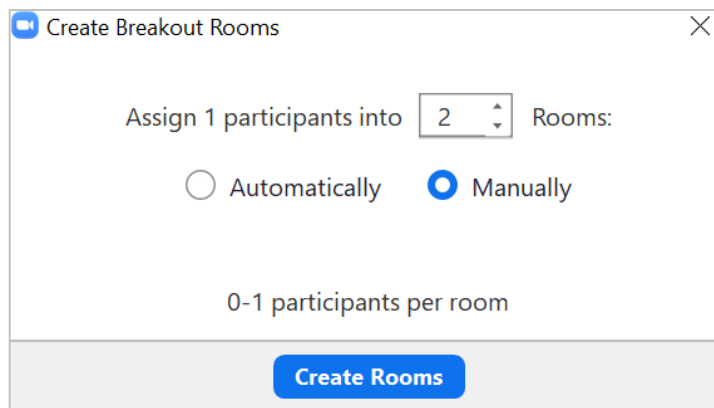 Create Breakout Rooms
Assign 1 participants into 2 Rooms:
Automatically Manually
0-1 participants per room
Create Rooms